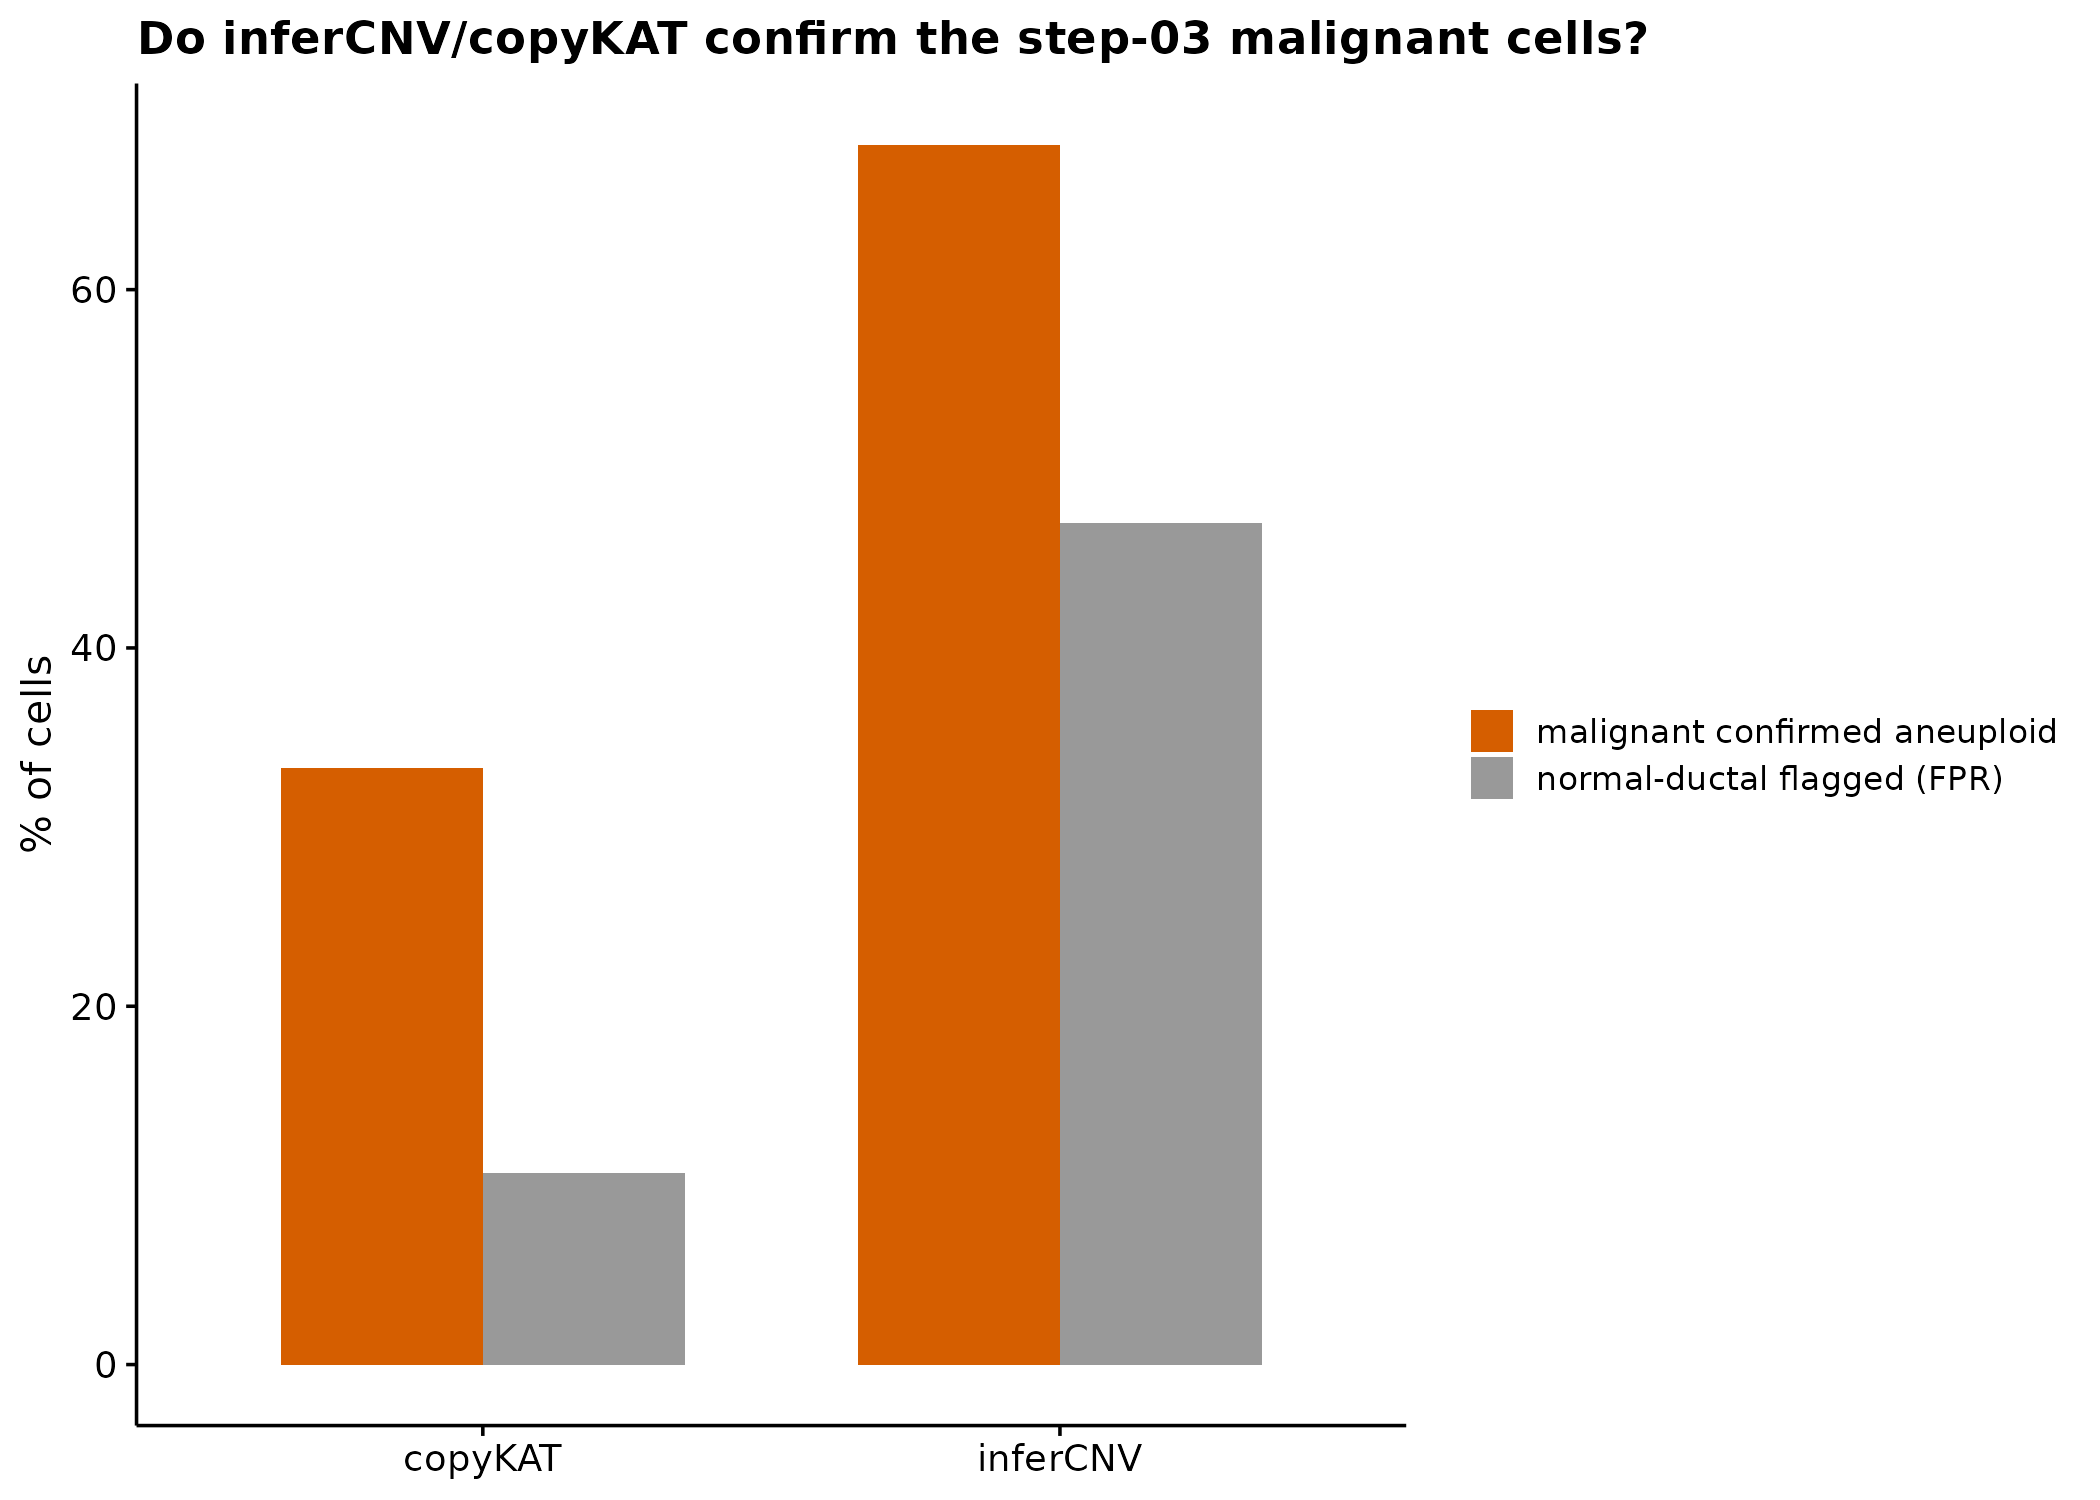 Do inferCNV/copyKAT confirm the step-03 malignant cells?
% of cells
60
40
20
0
copyKAT
inferCNV
malignant confirmed aneuploid
normal-ductal flagged (FPR)